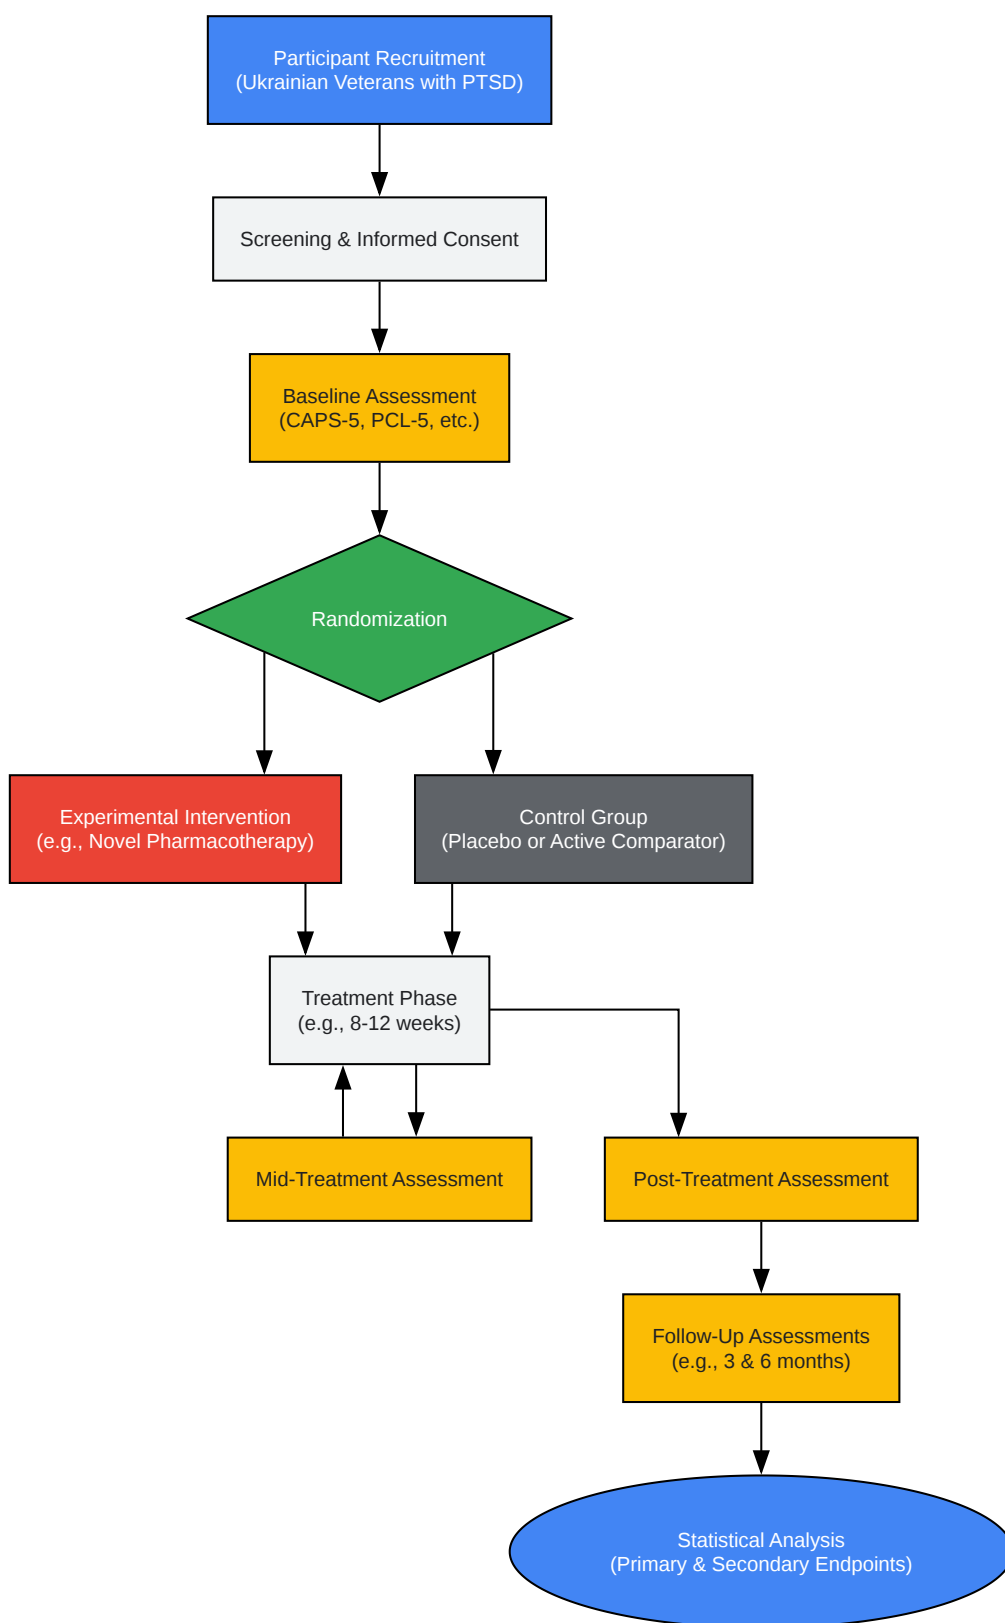 Participant Recruitment
(Ukrainian Veterans with PTSD)
Screening & Informed Consent
Baseline Assessment
(CAPS-5, PCL-5, etc.)
Randomization
Experimental Intervention
(e.g., Novel Pharmacotherapy)
Control Group
(Placebo or Active Comparator)
Treatment Phase
(e.g., 8-12 weeks)
Mid-Treatment Assessment
Post-Treatment Assessment
Follow-Up Assessments
(e.g., 3 & 6 months)
Statistical Analysis
(Primary & Secondary Endpoints)